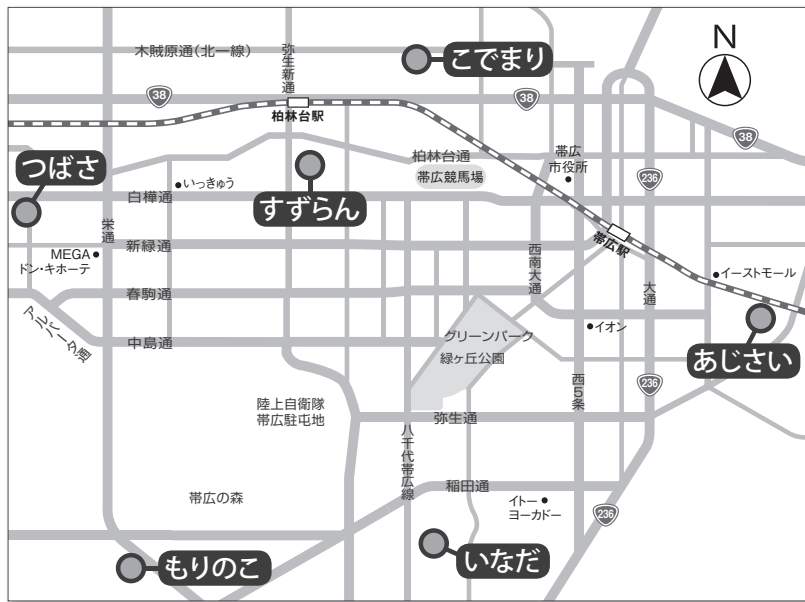 木賊原通(北一線)
弥生新通
こでまり
N
38
38
38
柏林台駅
つばさ
いっきゅう
白樺通
すずらん
柏林台通
帯広競馬場
帯広
市役所
236
栄通
新緑通
MEGA
ドン・キホーテ
西南大通
帯広駅
大通
イーストモール
春駒通
アルバータ通
中島通
グリーンパーク
緑ヶ丘公園
イオン
あじさい
西5条
236
陸上自衛隊
帯広駐屯地
弥生通
八千代帯広線
稲田通
帯広の森
イトー
ヨーカドー
236
もりのこ
いなだ